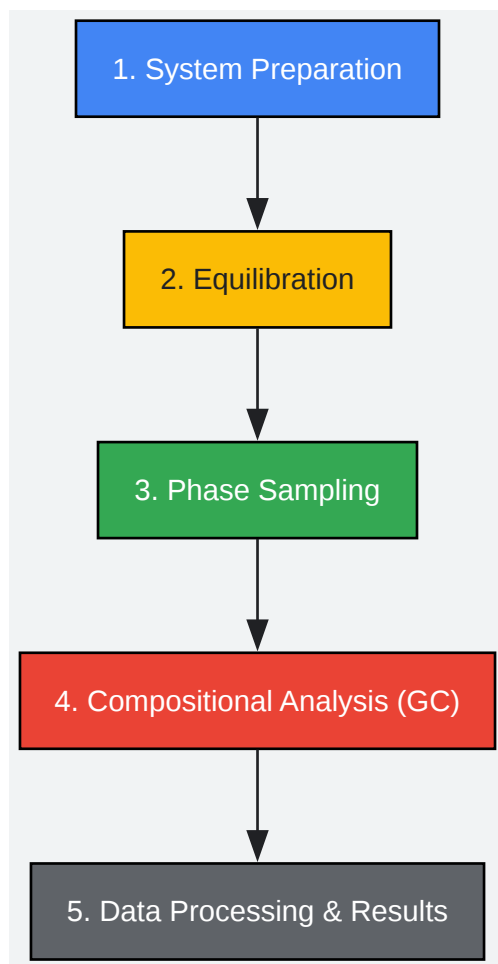 1. System Preparation
2. Equilibration
3. Phase Sampling
4. Compositional Analysis (GC)
5. Data Processing & Results